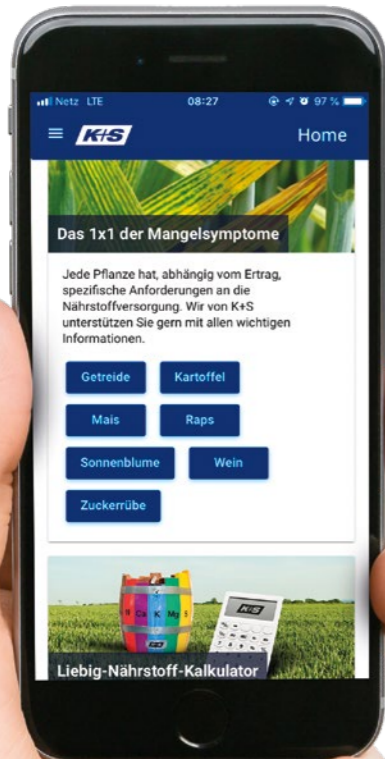 Netz LTE 08:27 97 %
K+S Home
Das 1x1 der Mangelsymptome
Jede Pflanze hat, abhängig vom Ertrag,
spezifische Anforderungen an die
Nährstoffversorgung. Wir von K+S
unterstützen Sie gern mit allen wichtigen
Informationen.
Getreide Kartoffel
Mais Raps
Sonnenblume Wein
Zuckerrübe
K+S
Ca K Mg
K+S
Liebig-Nährstoff-Kalkulator